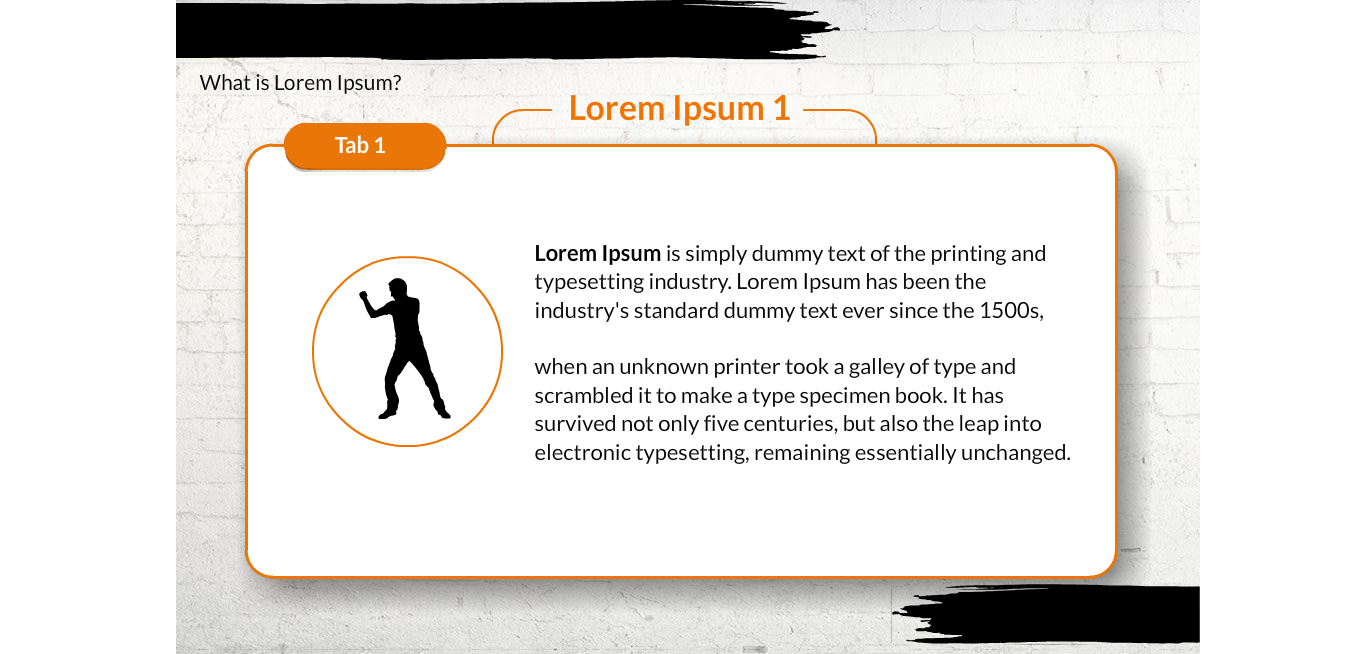 What is Lorem Ipsum?
Lorem Ipsum 1
Tab 1
Lorem Ipsum is simply dummy text of the printing and
typesetting industry. Lorem Ipsum has been the
industry's standard dummy text ever since the 1500s,
when an unknown printer took a galley of type and
scrambled it to make a type specimen book. It has
survived not only five centuries, but also the leap into
electronic typesetting, remaining essentially unchanged.